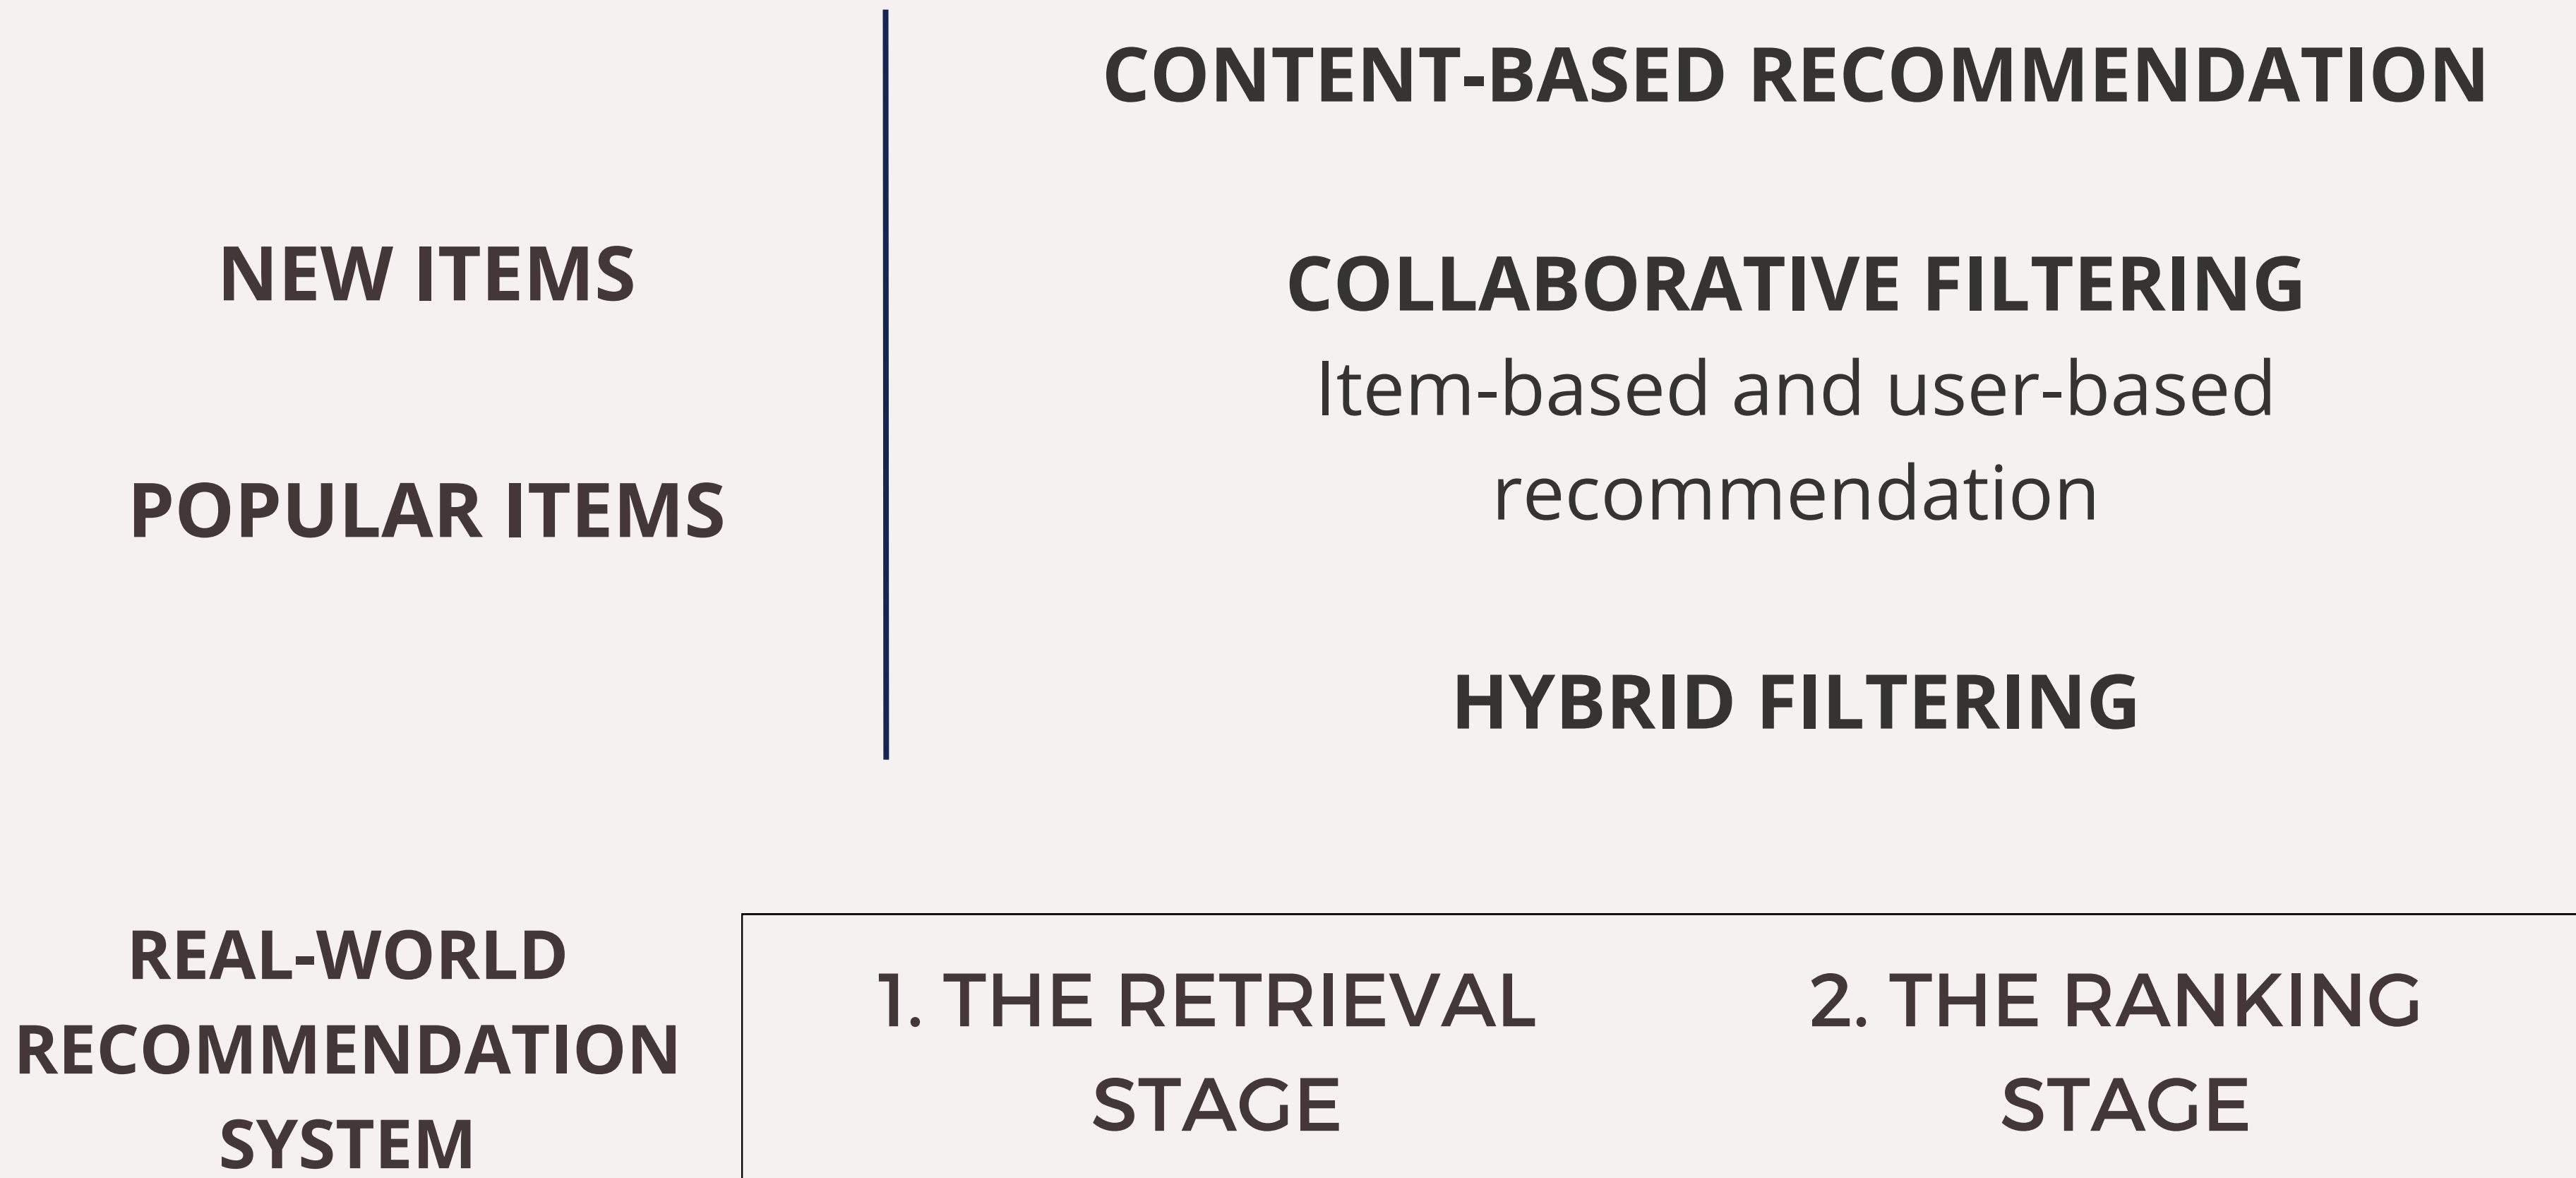 NEW ITEMS
POPULAR ITEMS
CONTENT-BASED RECOMMENDATION
COLLABORATIVE FILTERING
Item-based and user-based
recommendation
HYBRID FILTERING
REAL-WORLD
RECOMMENDATION
SYSTEM
1. THE RETRIEVAL
STAGE
2. THE RANKING
STAGE